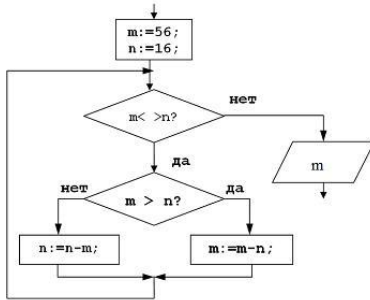 m:=56;
n:=16;
нет
m< >n?
m
да
нет
да
m > n?
n:=n-m;
m:=m-n;